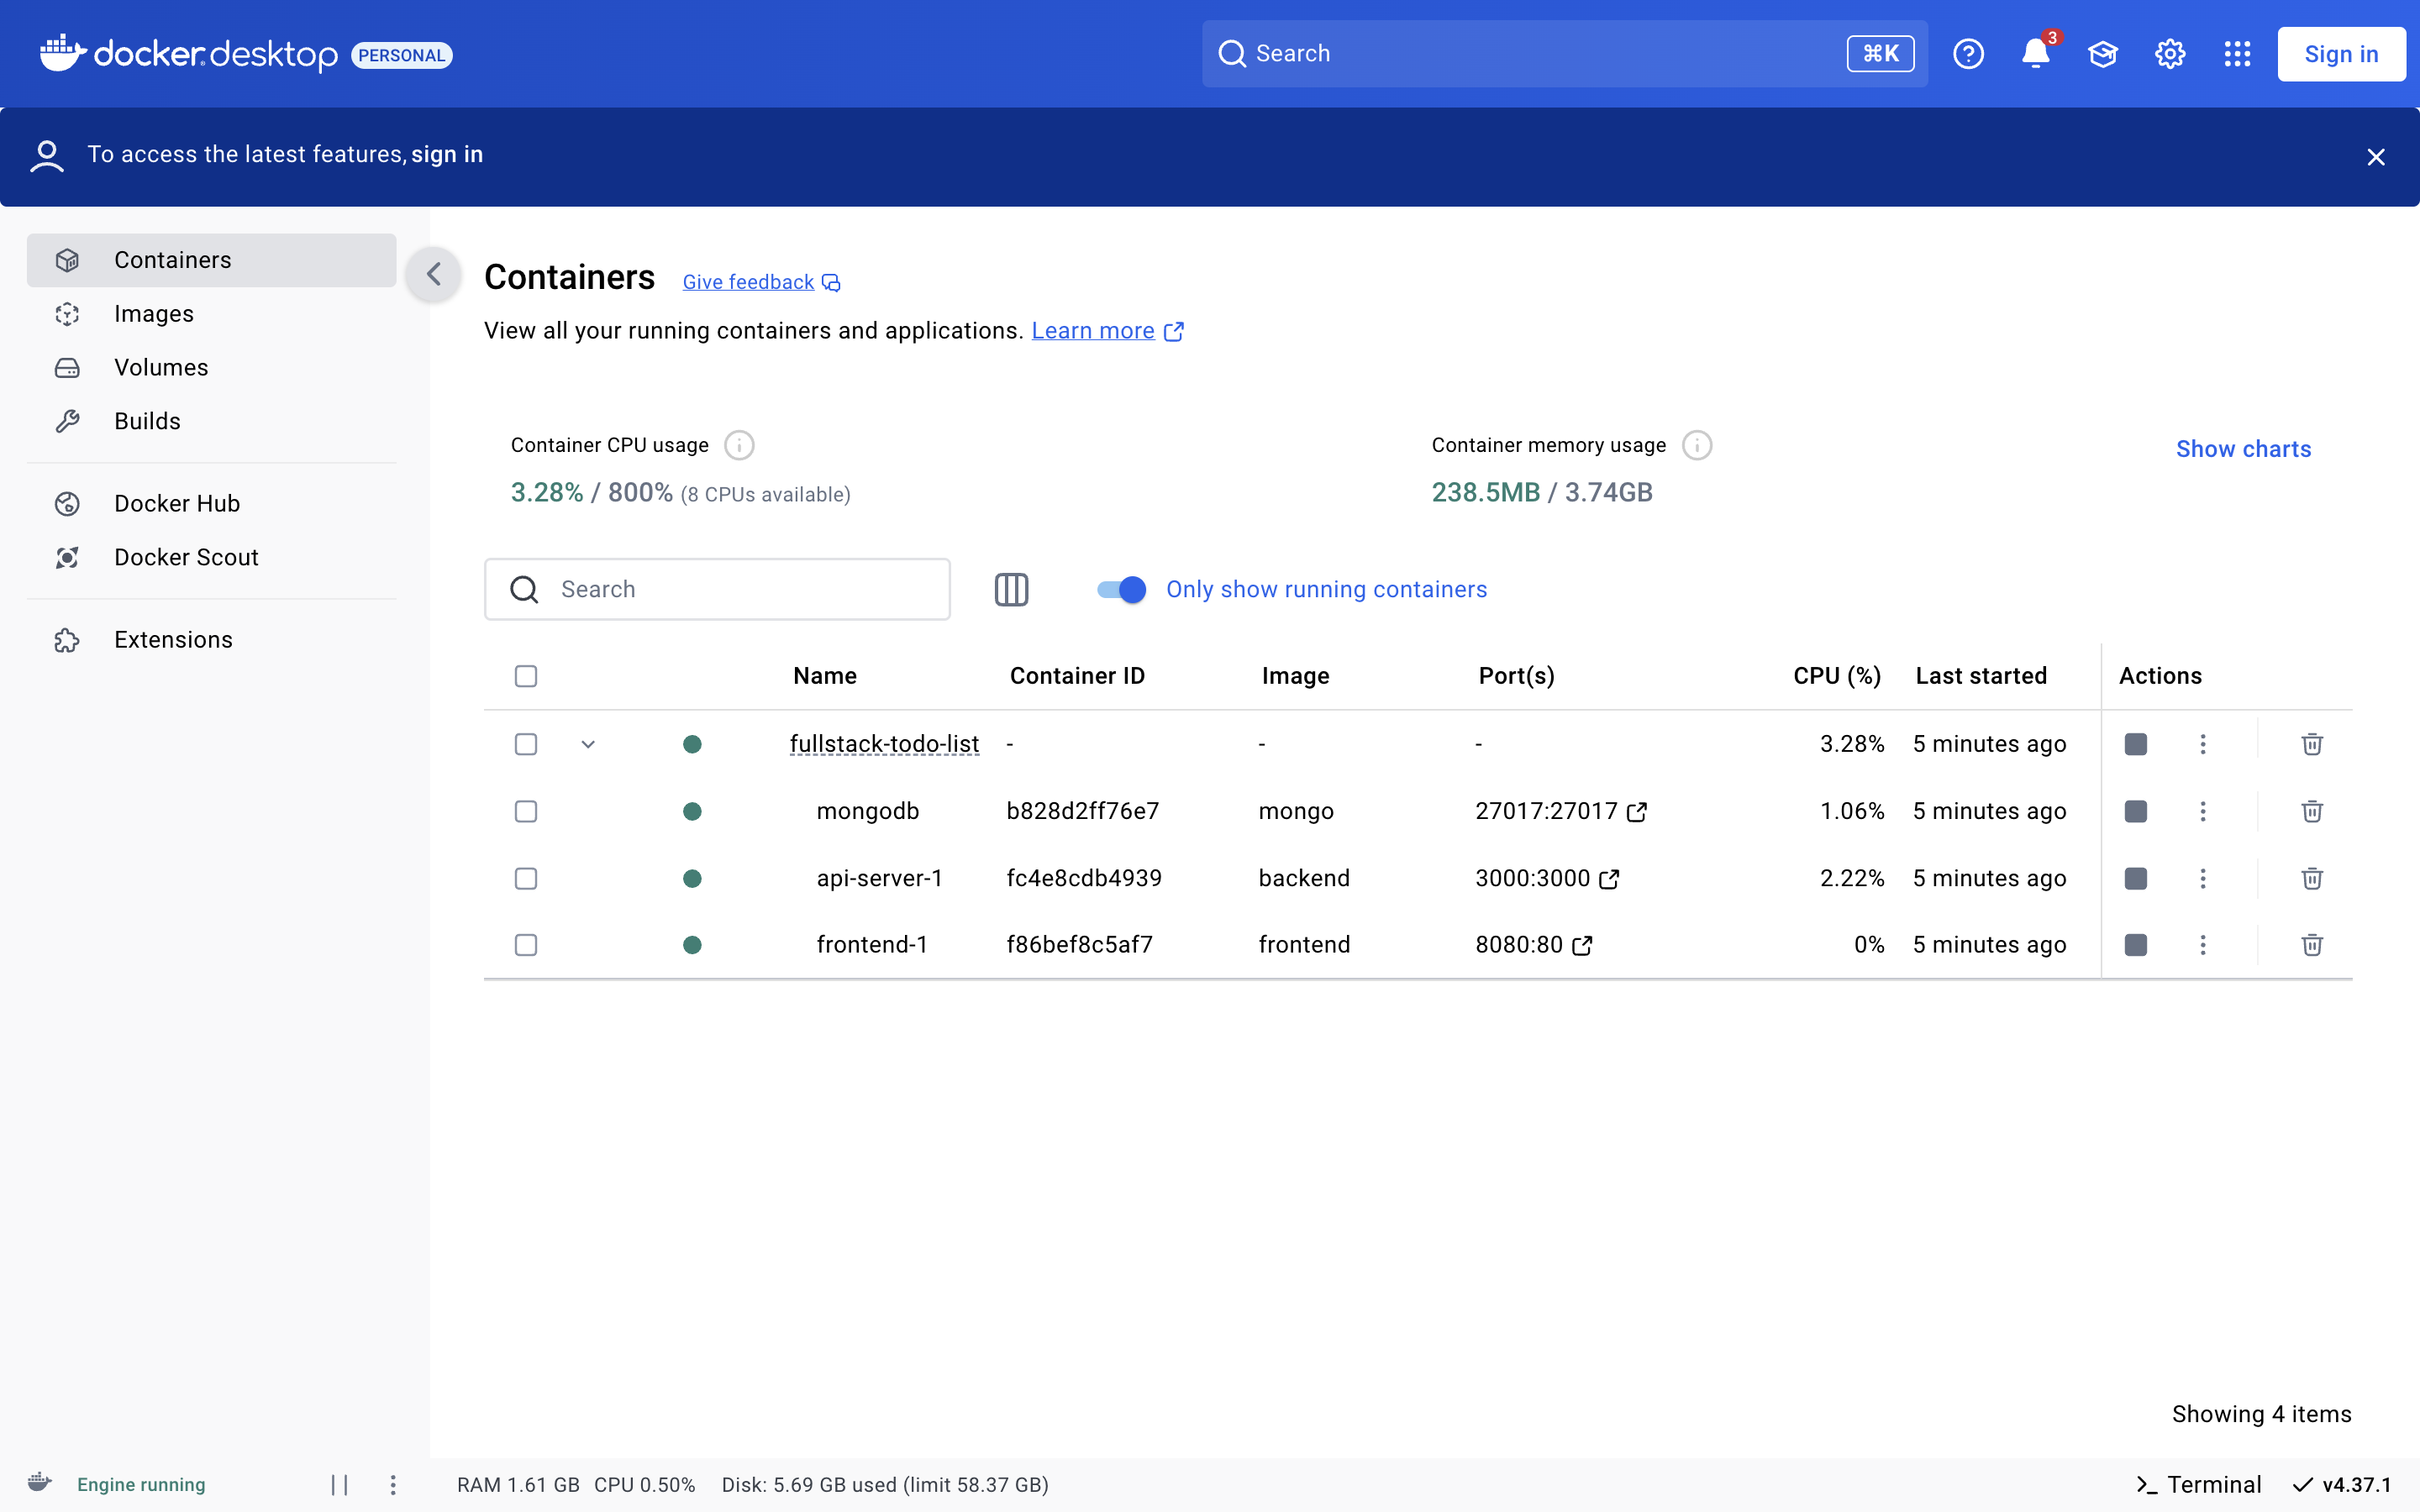 docker desktop PERSONAL
Search ⌘K 3 Sign in
To access the latest features, sign in
Containers
Images
Volumes
Builds
Docker Hub
Docker Scout
Extensions
Containers Give feedback
View all your running containers and applications. Learn more
Container CPU usage
3.28% / 800% (8 CPUs available)
Container memory usage
238.5MB / 3.74GB
Show charts
Search Only show running containers
Name Container ID Image Port(s) CPU (%) Last started Actions
fullstack-todo-list - - - 3.28% 5 minutes ago
mongodb b828d2ff76e7 mongo 27017:27017 1.06% 5 minutes ago
api-server-1 fc4e8cdb4939 backend 3000:3000 2.22% 5 minutes ago
frontend-1 f86bef8c5af7 frontend 8080:80 0% 5 minutes ago
Showing 4 items
Engine running RAM 1.61 GB CPU 0.50% Disk: 5.69 GB used (limit 58.37 GB) Terminal v4.37.1